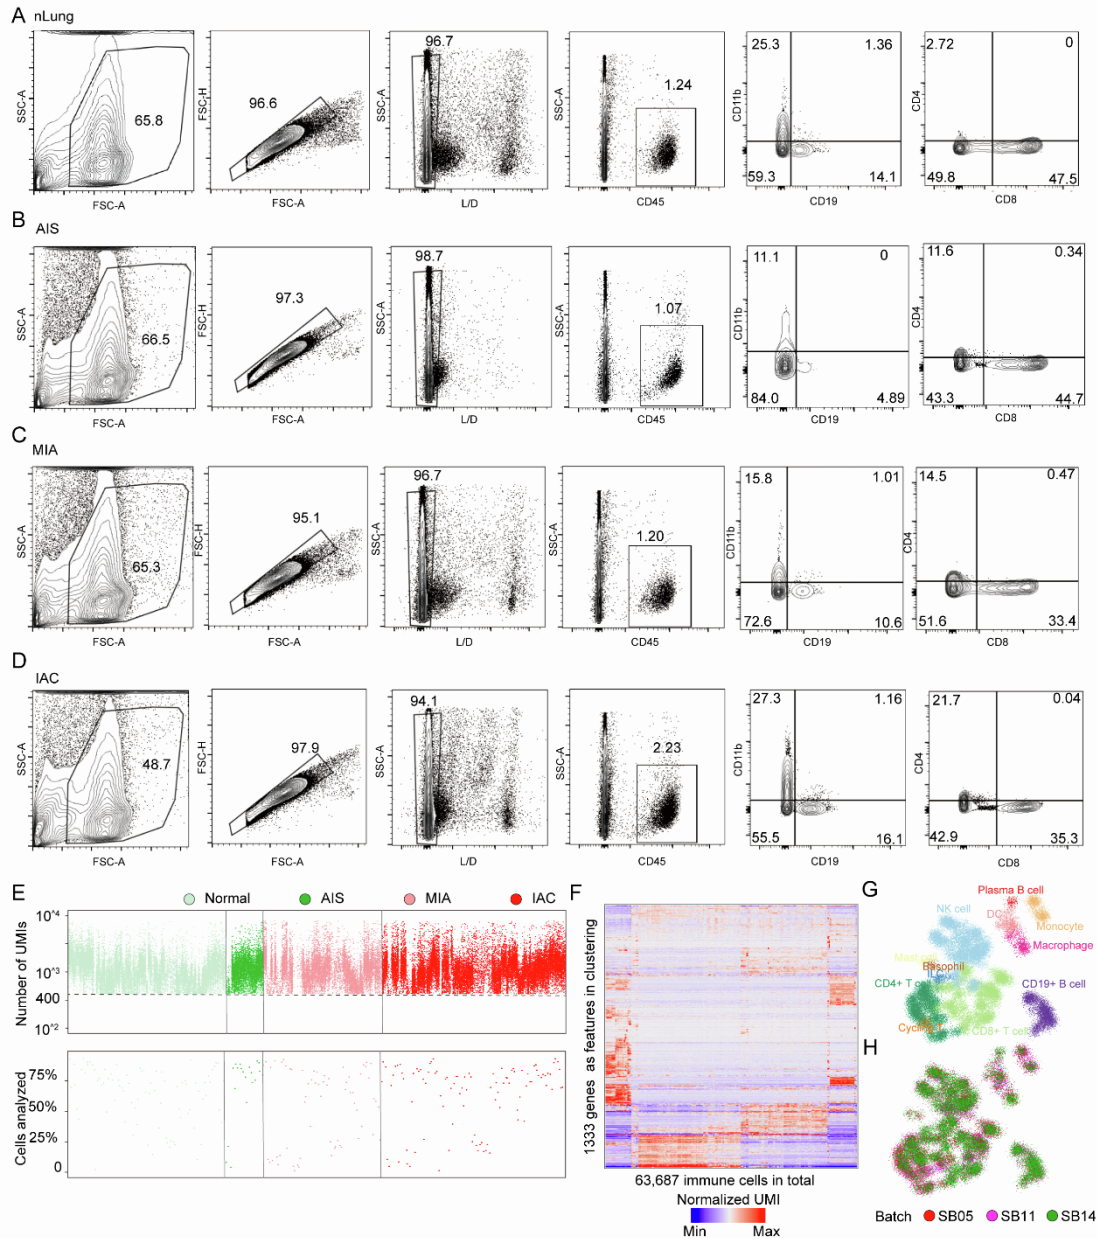 A
nLung
SSC-A
65.8
FSC-A
FSC-H
96.6
FSC-A
SSC-A
96.7
L/D
SSC-A
1.24
CD45
CD11b
25.3
1.36
59.3
14.1
CD19
CD4
2.72
0
49.8
47.5
CD8
B
AIS
SSC-A
66.5
FSC-A
FSC-H
97.3
FSC-A
SSC-A
98.7
L/D
SSC-A
1.07
CD45
CD11b
11.1
0
84.0
4.89
CD19
CD4
11.6
0.34
43.3
44.7
CD8
C
MIA
SSC-A
65.3
FSC-A
FSC-H
95.1
FSC-A
SSC-A
96.7
L/D
SSC-A
1.20
CD45
CD11b
15.8
1.01
72.6
10.6
CD19
CD4
14.5
0.47
51.6
33.4
CD8
D
IAC
SSC-A
48.7
FSC-A
FSC-H
97.9
FSC-A
SSC-A
94.1
L/D
SSC-A
2.23
CD45
CD11b
27.3
1.16
55.5
16.1
CD19
CD4
21.7
0.04
42.9
35.3
CD8
E
Normal
AIS
MIA
IAC
Number of UMIs
10^4
10^3
400
10^2
Cells analyzed
75%
50%
25%
0
F
1333 genes as features in clustering
63,687 immune cells in total
Normalized UMI
Min
Max
G
Plasma B cell
NK cell
DC
Monocyte
Macrophage
Mast
Basophil
CD4+ T cell
CD19+ B cell
Cycling T
CD8+ T cell
H
Batch
SB05
SB11
SB14